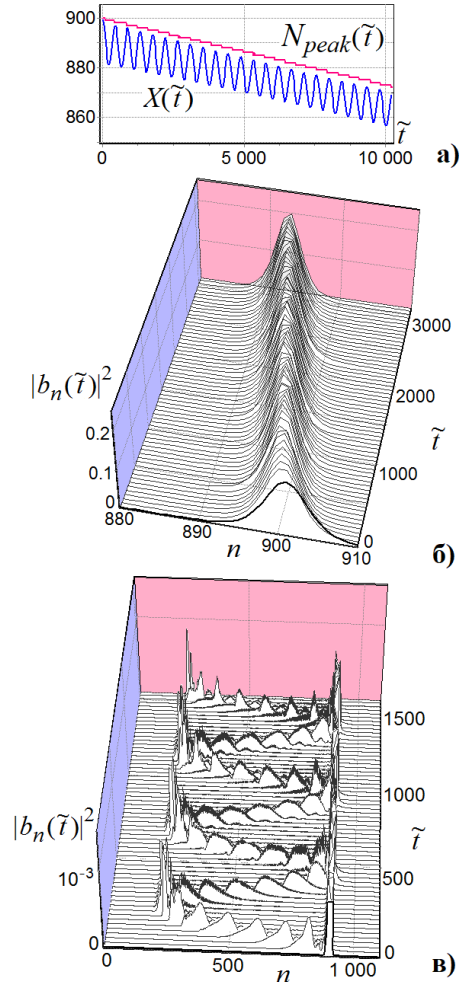 900
N_peak(t̃)
880
X(t̃)
860
0 5 000 10 000 t̃
а)
3000
2000
|b_n(t̃)|²
t̃
0.2
1000
0.1
0
0
880
890
900
910
n
б)
1500
1000
|b_n(t̃)|²
t̃
10⁻³
500
0
0
0 500 1 000
n
в)